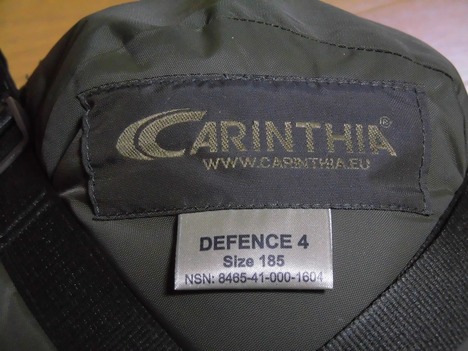 CARINTHIA®
WWW.CARINTHIA.EU
DEFENCE 4
Size 185
NSN: 8465-41-000-1604